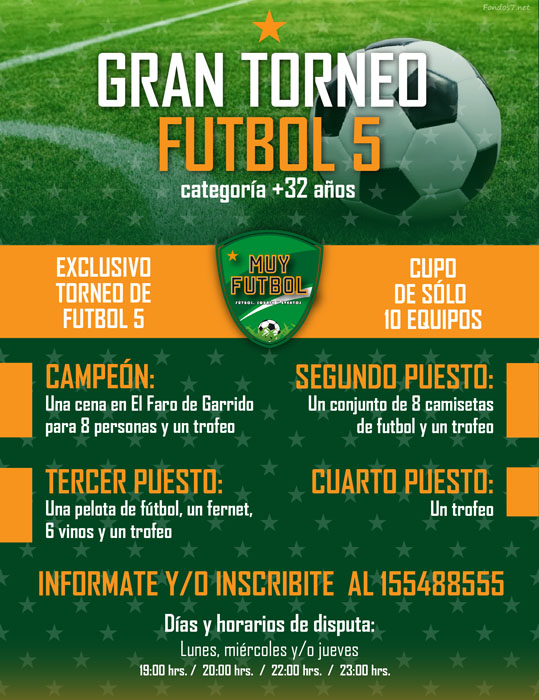 Fondos7.net
GRAN TORNEO
FUTBOL 5
categoría +32 años
EXCLUSIVO
TORNEO DE
FUTBOL 5
MUY
FUTBOL
CUPO
DE SÓLO
10 EQUIPOS
CAMPEÓN:
Una cena en El Faro de Garrido
para 8 personas y un trofeo
SEGUNDO PUESTO:
Un conjunto de 8 camisetas
de futbol y un trofeo
TERCER PUESTO:
Una pelota de fútbol, un fernet,
6 vinos y un trofeo
CUARTO PUESTO:
Un trofeo
INFORMATE Y/O INSCRIBITE AL 155488555
Días y horarios de disputa:
Lunes, miércoles y/o jueves
19:00 hrs. / 20:00 hrs. / 22:00 hrs. / 23:00 hrs.